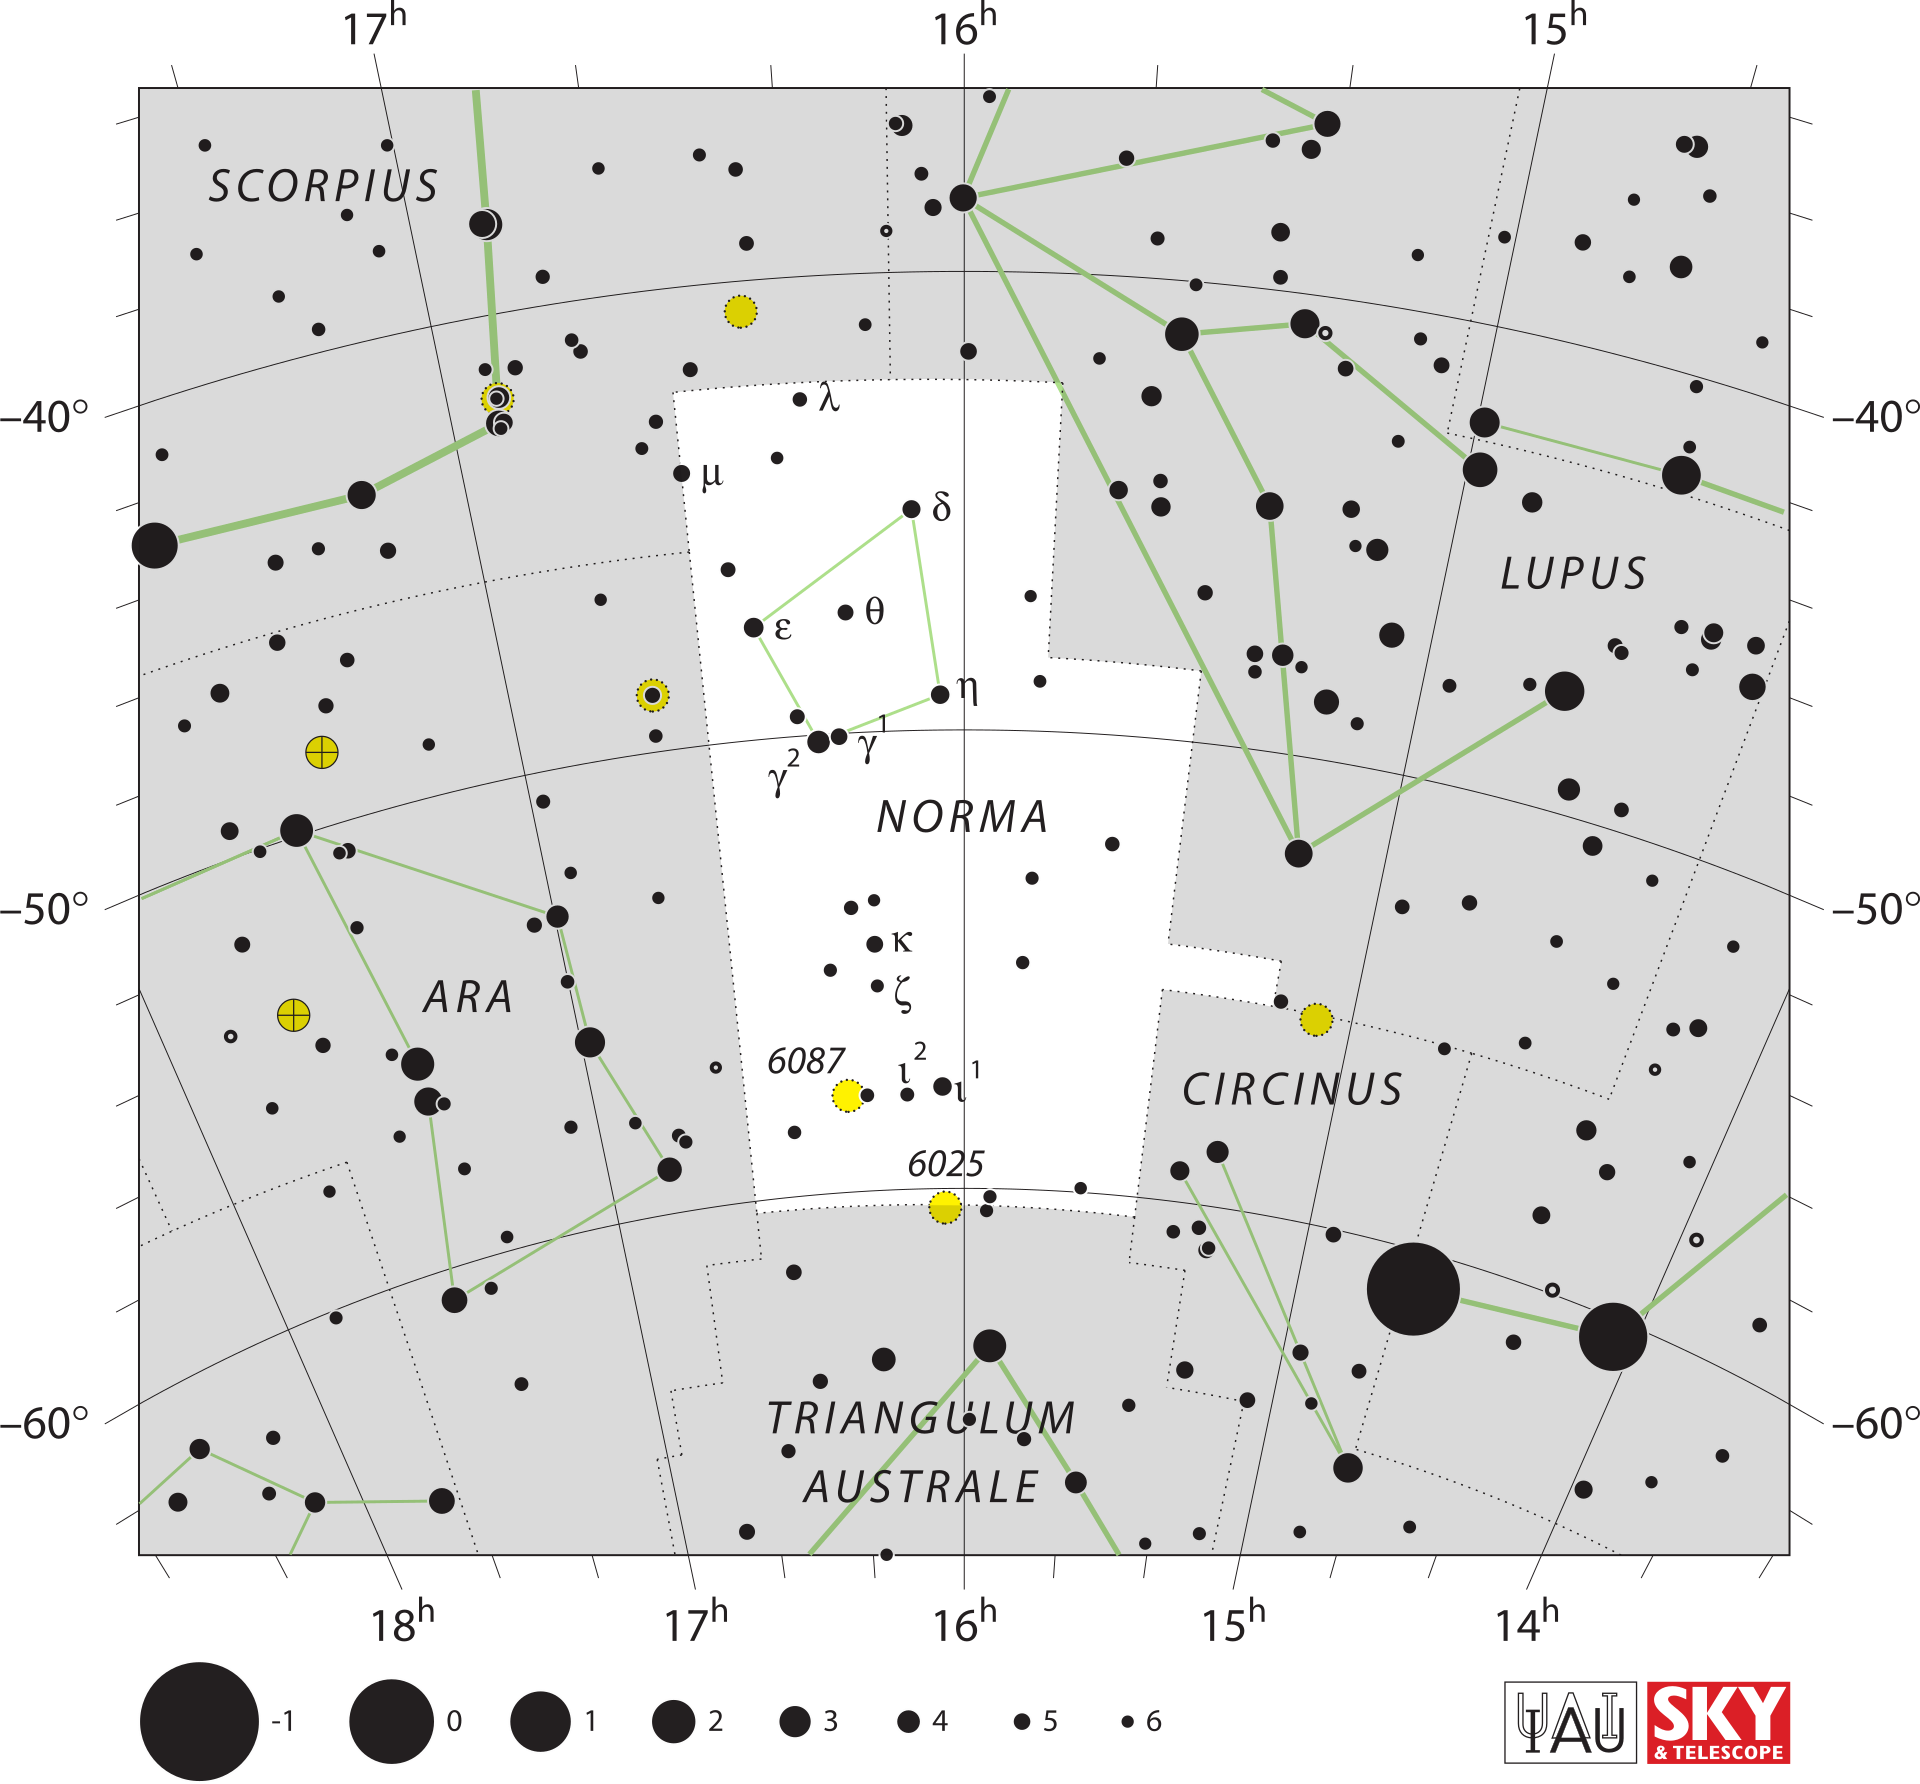 17h 16h 15h
SCORPIUS
λ
–40° –40°
μ
δ
LUPUS
θ
ε
η
γ1
γ2
NORMA
–50° –50°
κ
ζ
ARA
6087 ι2
ι1
CIRCINUS
6025
–60° –60°
TRIANGULUM
AUSTRALE
18h 17h 16h 15h 14h
-1 0 1 2 3 4 5 6
IAU
SKY
& TELESCOPE